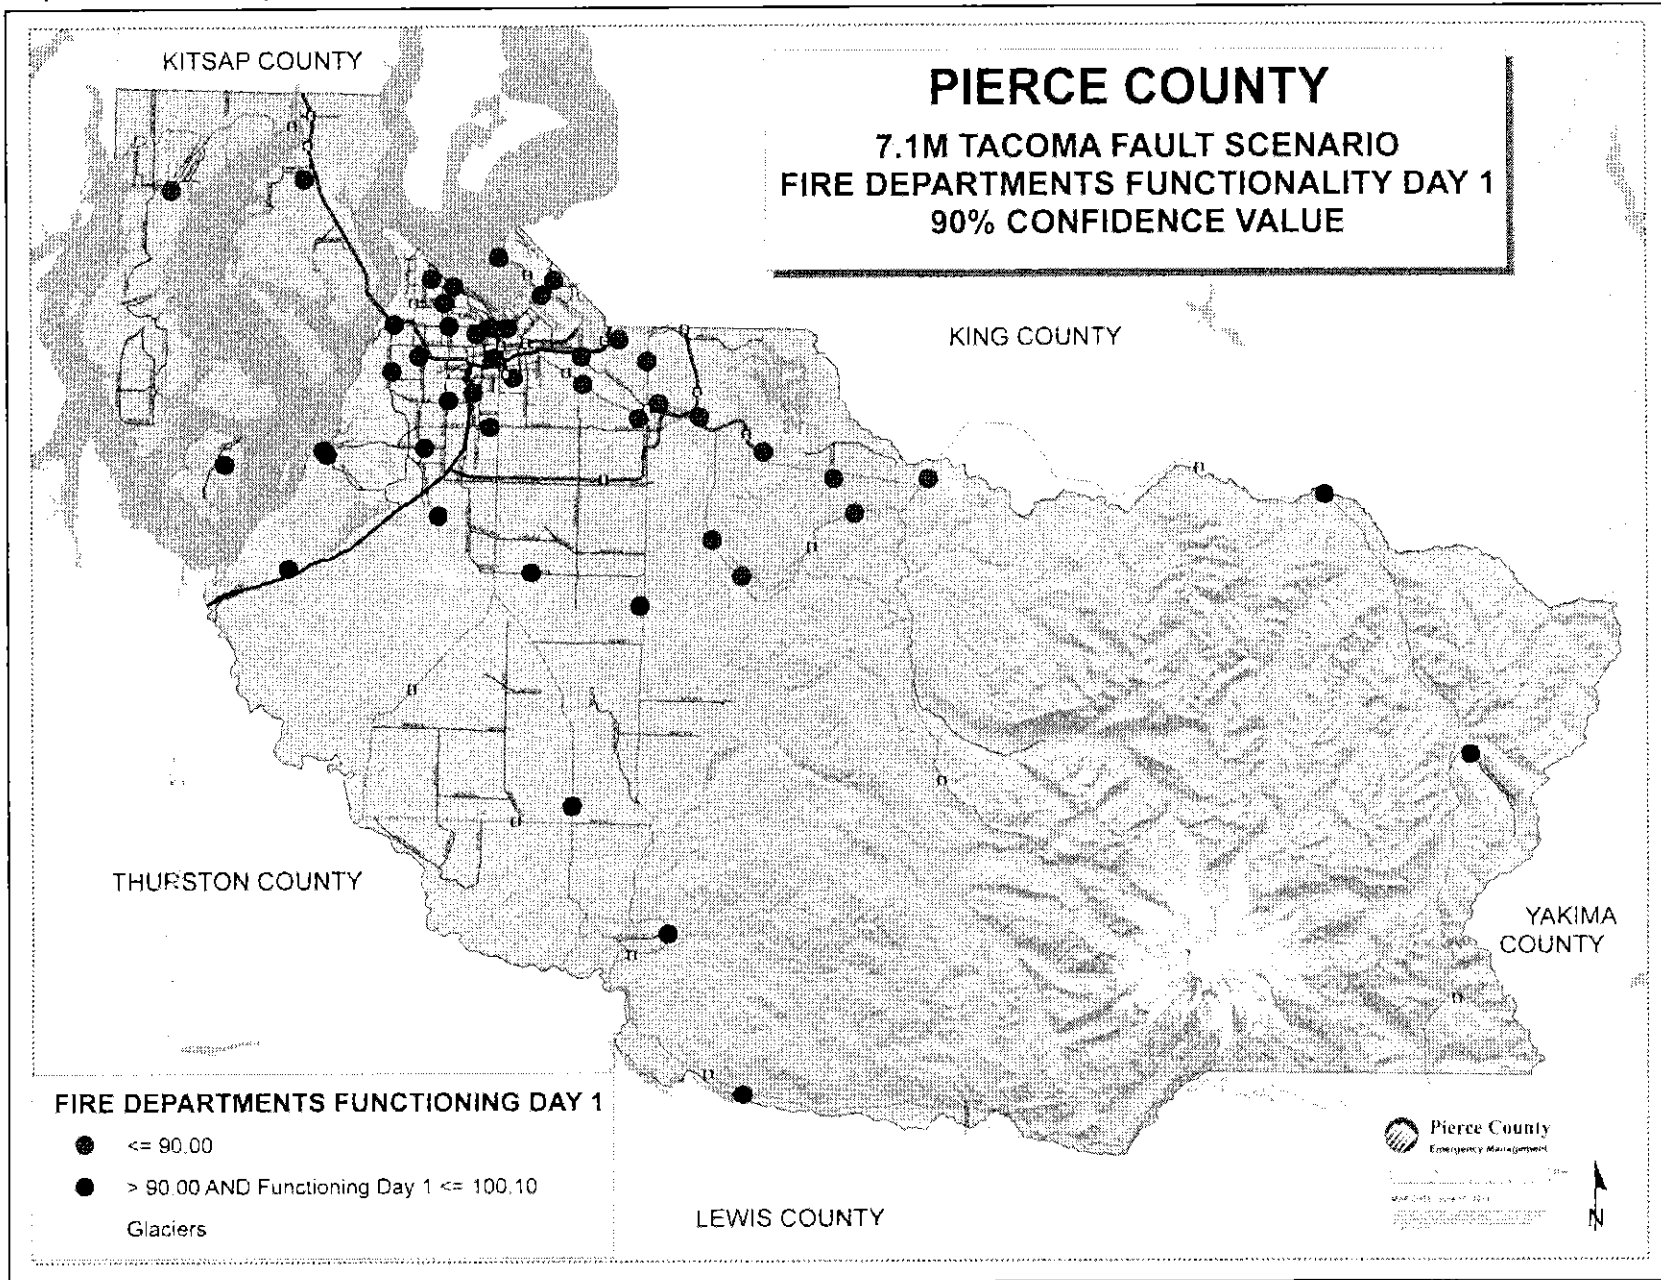 KITSAP COUNTY
PIERCE COUNTY
7.1M TACOMA FAULT SCENARIO
FIRE DEPARTMENTS FUNCTIONALITY DAY 1
90% CONFIDENCE VALUE
KING COUNTY
THURSTON COUNTY
YAKIMA
COUNTY
FIRE DEPARTMENTS FUNCTIONING DAY 1
<= 90.00
> 90.00 AND Functioning Day 1 <= 100.10
Glaciers
LEWIS COUNTY
Pierce County
Emergency Management
N